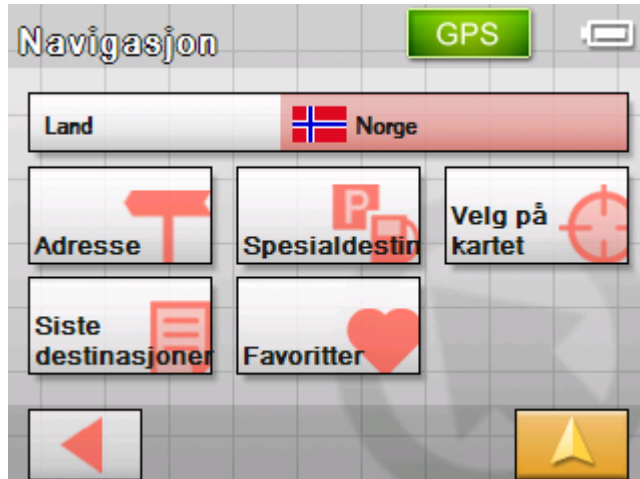 Navigasjon
GPS
Land
Norge
Adresse
P
Spesialdestin
Velg på
kartet
Siste
destinasjoner
Favoritter